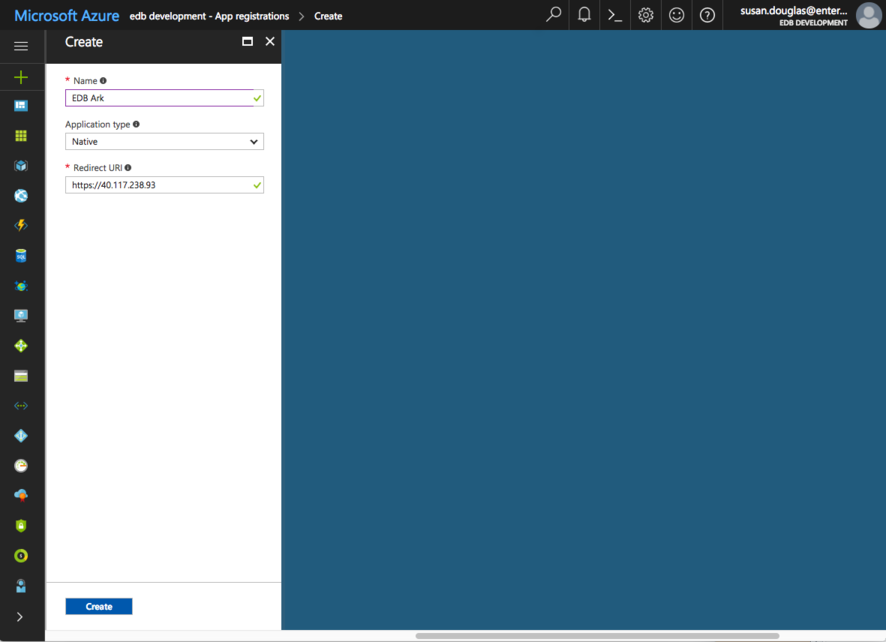 Microsoft Azure edb development - App registrations > Create
susan.douglas@enter...
EDB DEVELOPMENT
Create
* Name
EDB Ark
Application type
Native
* Redirect URI
https://40.117.238.93
Create